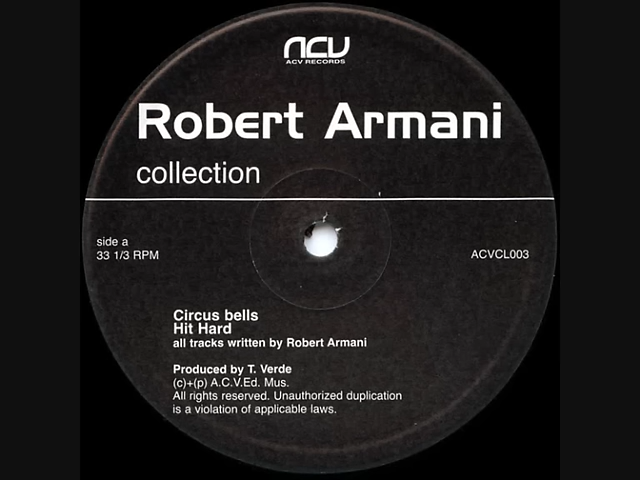 ACV
ACV RECORDS
Robert Armani
collection
side a
33 1/3 RPM
ACVCL003
Circus bells
Hit Hard
all tracks written by Robert Armani
Produced by T. Verde
(c)+(p) A.C.V.Ed. Mus.
All rights reserved. Unauthorized duplication
is a violation of applicable laws.